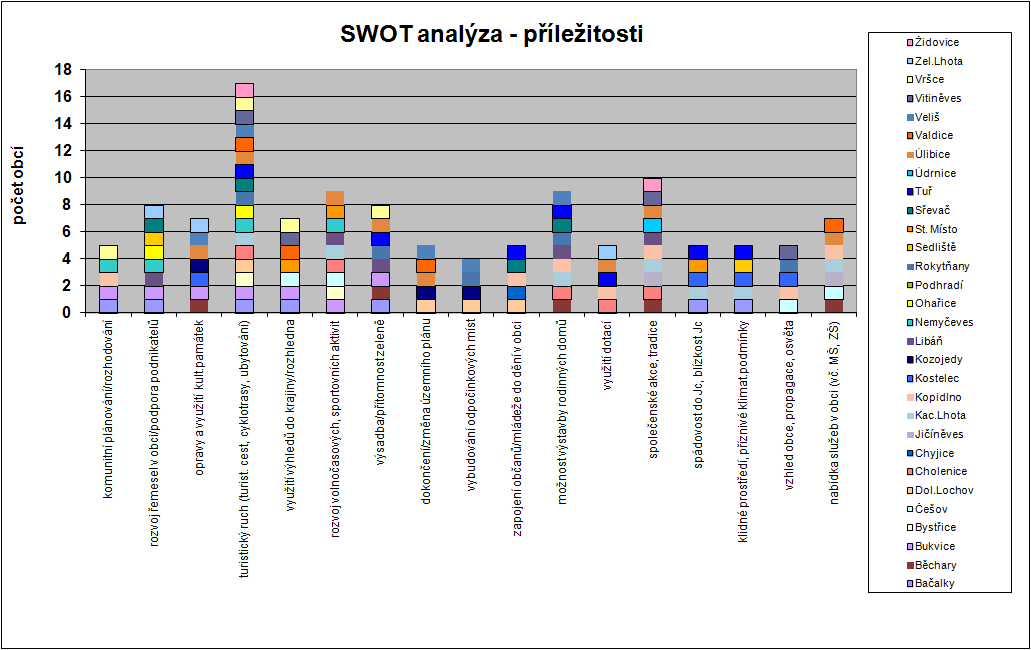 SWOT analýza - příležitosti
počet obcí
18
16
14
12
10
8
6
4
2
0
komunitní plánování/rozhodování
rozvoj řemesel v obci/podpora podnikatelů
opravy a využití kult.památek
turistický ruch (turist. cest, cyklotrasy, ubytování)
využití výhledů do krajiny/rozhledna
rozvoj volnočasových, sportovních aktivit
výsadba/přítomnost zeleně
dokončení/změna územního plánu
vybudování odpočinkových míst
zapojení občanů/mládeže do dění v obci
možnost výstavby rodinných domů
využití dotací
společenské akce, tradice
spádovost do Jc, blízkost Jc
klidné prostředí, příznivé klimat.podmínky
vzhled obce, propagace, osvěta
nabídka služeb v obci (vč. MŠ, ZŠ)
Židovice
Zel.Lhota
Vršce
Vitiněves
Veliš
Valdice
Úlibice
Údrnice
Tuř
Sřevač
St. Místo
Sedliště
Rokytňany
Podhradí
Ohařice
Nemyčeves
Libáň
Kozojedy
Kostelec
Kopidlno
Kac.Lhota
Jičíněves
Chyjice
Cholenice
Dol.Lochov
Češov
Bystřice
Bukvice
Běchary
Bačalky